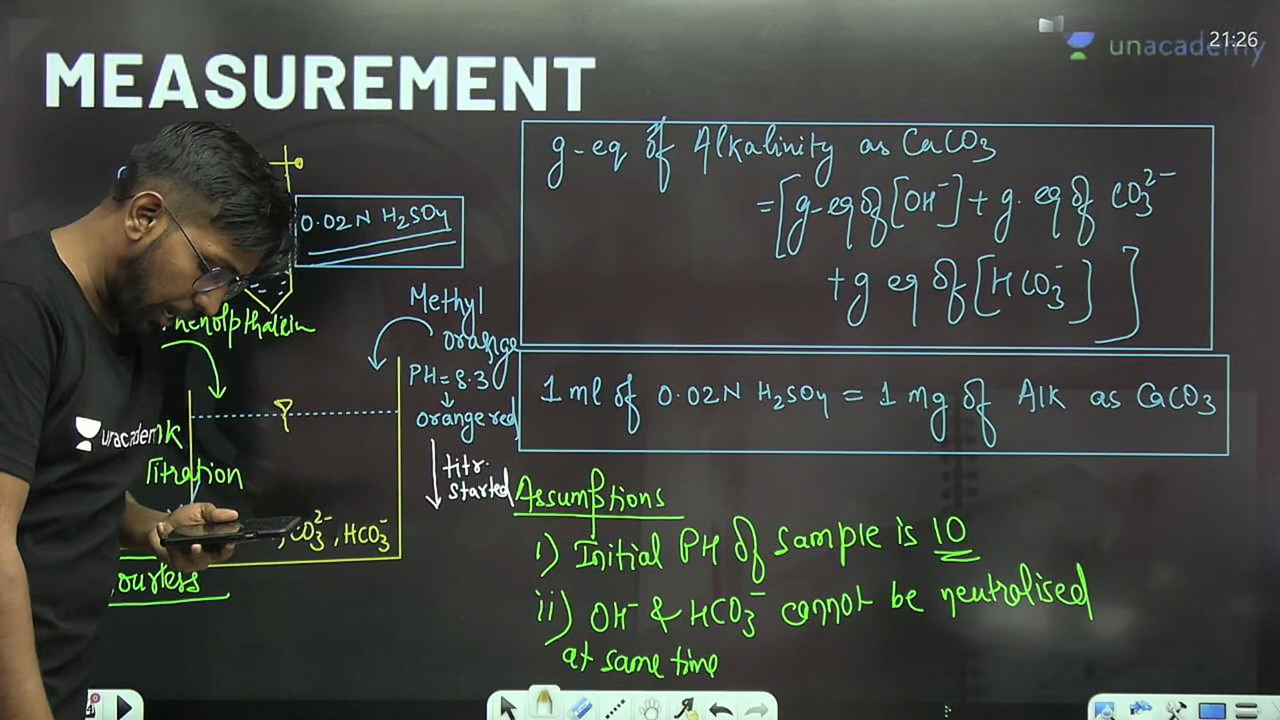 21:26
unacademy
MEASUREMENT
g-eq of Alkalinity as CaCO3
= [g-eq of [OH⁻] + g. eq of CO3²⁻
+ g eq of [HCO3⁻] ]
0.02 N H2SO4
Methyl
orange
PH = 8.3
↓
orange red
↓ titr.
started
1 ml of 0.02N H2SO4 = 1 mg of Alk as CaCO3
unacademy
Titration
, CO3²⁻, HCO3⁻
Assumptions
i) Initial PH of sample is 10
ii) OH⁻ & HCO3⁻ cannot be neutralised
at same time